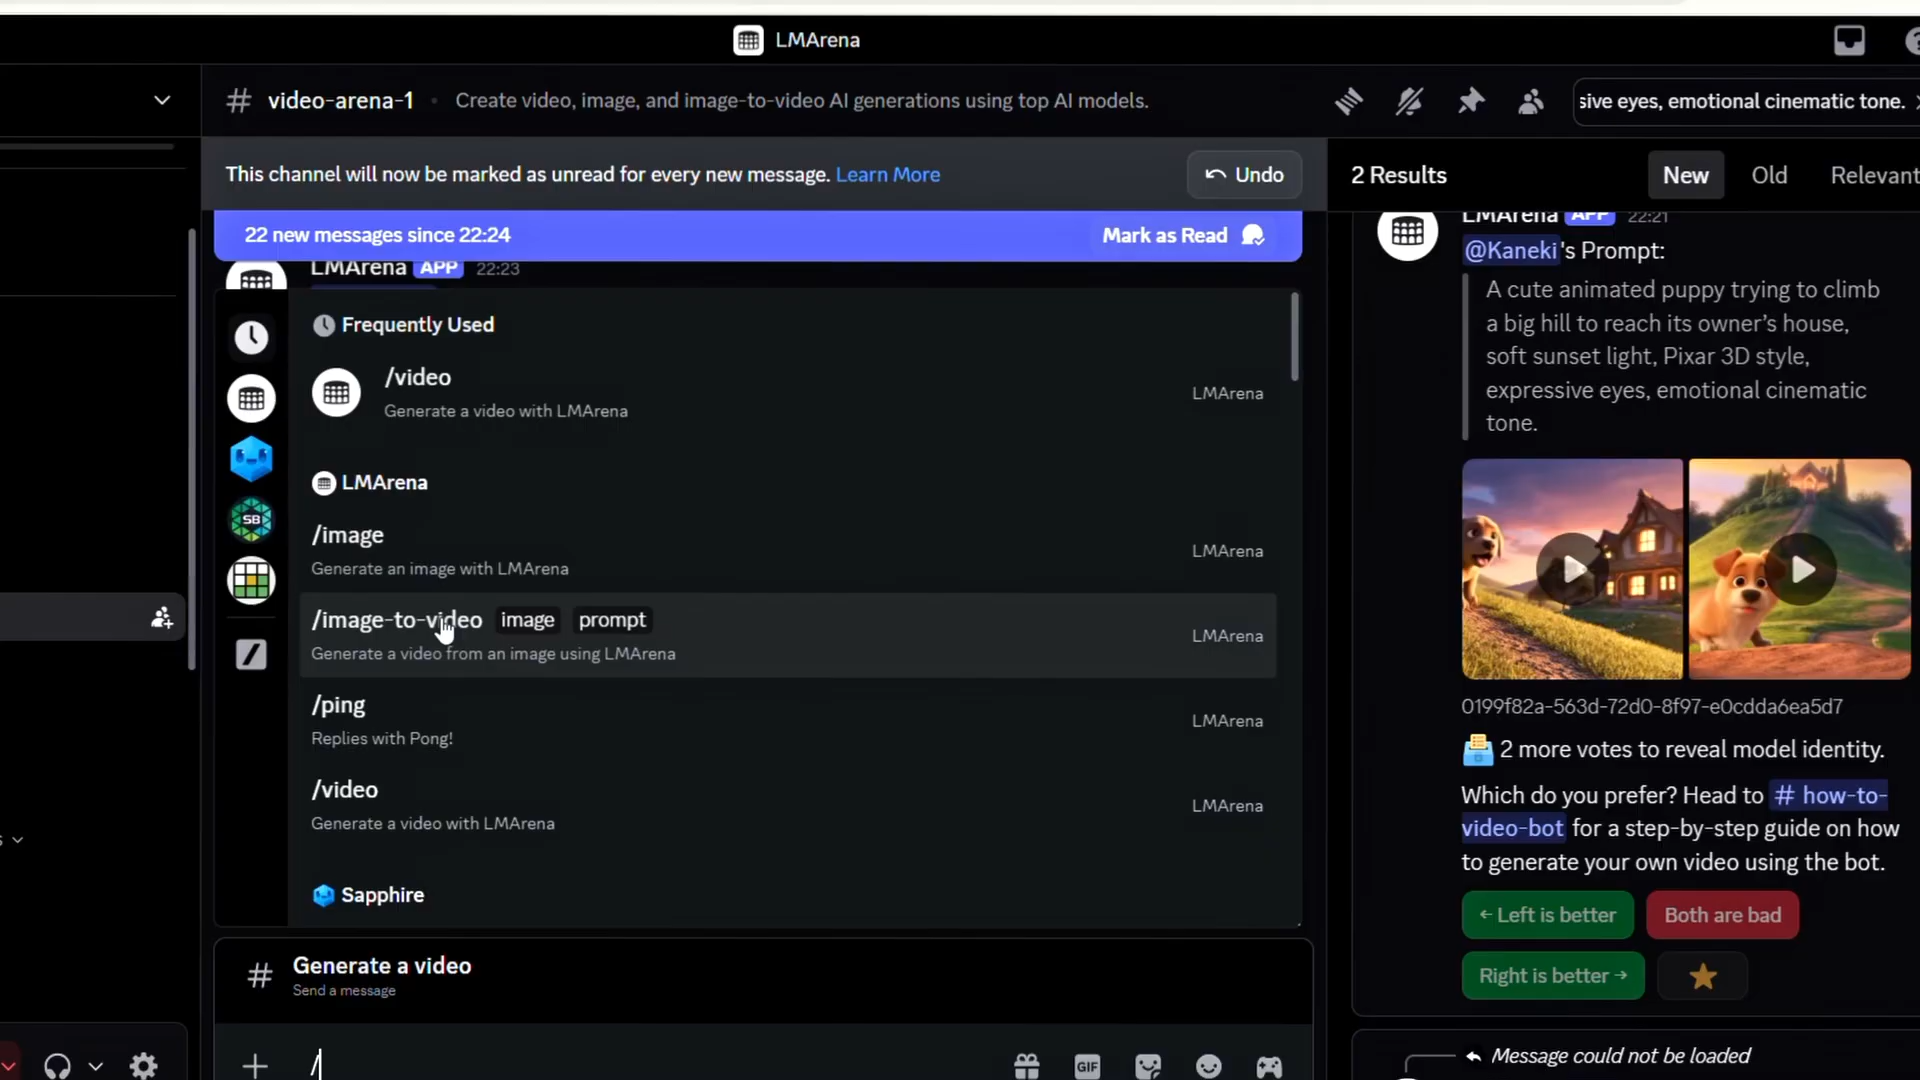 LMArena
video-arena-1 • Create video, image, and image-to-video AI generations using top AI models.
sive eyes, emotional cinematic tone.
This channel will now be marked as unread for every new message. Learn More
Undo
22 new messages since 22:24
Mark as Read
LMArena APP 22:23
Frequently Used
/video
Generate a video with LMArena
LMArena
LMArena
/image
Generate an image with LMArena
LMArena
/image-to-video image prompt
Generate a video from an image using LMArena
LMArena
/ping
Replies with Pong!
LMArena
/video
Generate a video with LMArena
LMArena
Sapphire
SB
# Generate a video
Send a message
/
GIF
2 Results
New
Old
Relevant
LMArena APP 22:21
@Kaneki's Prompt:
A cute animated puppy trying to climb
a big hill to reach its owner's house,
soft sunset light, Pixar 3D style,
expressive eyes, emotional cinematic
tone.
0199f82a-563d-72d0-8f97-e0cdda6ea5d7
2 more votes to reveal model identity.
Which do you prefer? Head to # how-to-
video-bot for a step-by-step guide on how
to generate your own video using the bot.
← Left is better
Both are bad
Right is better →
Message could not be loaded